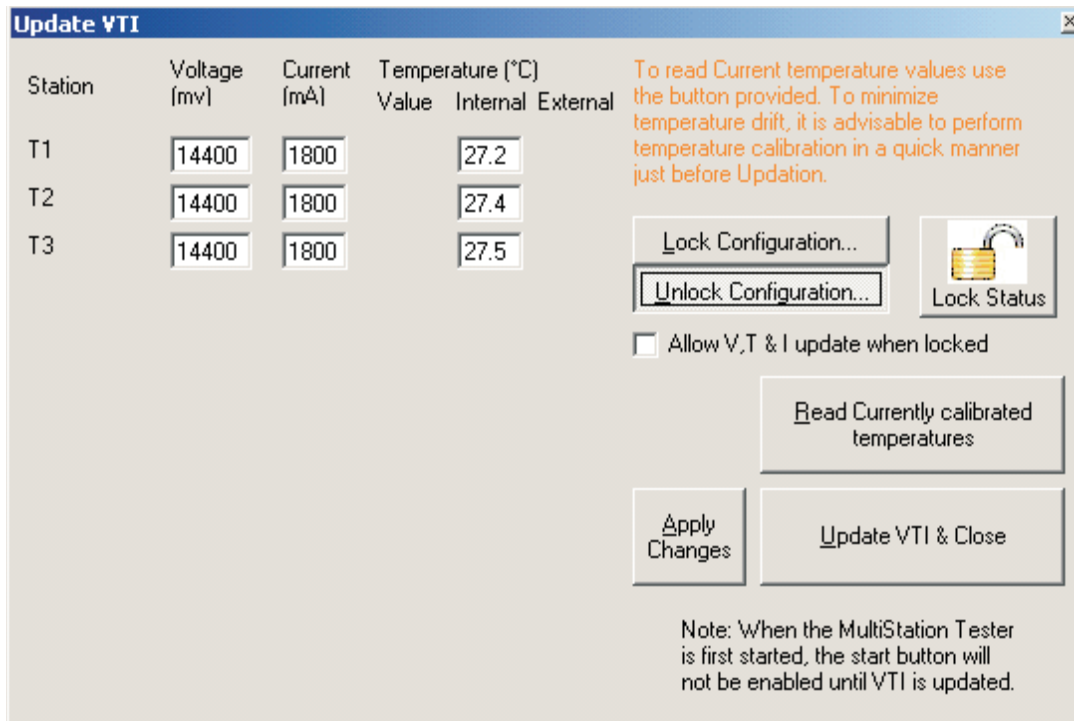 Update VTI
Station
Voltage
(mv)
Current
(mA)
Temperature (°C)
Value Internal External
T1 14400 1800 27.2
T2 14400 1800 27.4
T3 14400 1800 27.5
To read Current temperature values use
the button provided. To minimize
temperature drift, it is advisable to perform
temperature calibration in a quick manner
just before Updation.
Lock Configuration...
Unlock Configuration...
Lock Status
Allow V,T & I update when locked
Read Currently calibrated
temperatures
Apply
Changes
Update VTI & Close
Note: When the MultiStation Tester
is first started, the start button will
not be enabled until VTI is updated.